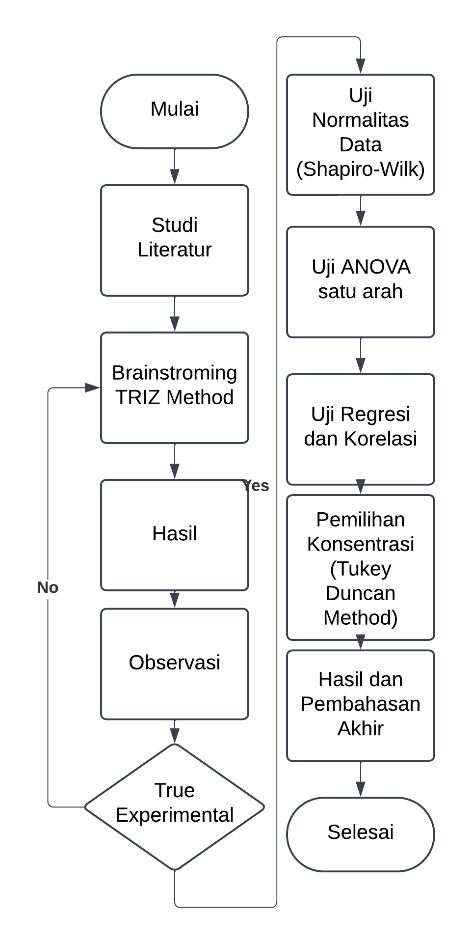 Mulai
Studi
Literatur
Brainstroming
TRIZ Method
Hasil
Observasi
True
Experimental
No
Yes
Uji
Normalitas
Data
(Shapiro-Wilk)
Uji ANOVA
satu arah
Uji Regresi
dan Korelasi
Pemilihan
Konsentrasi
(Tukey
Duncan
Method)
Hasil dan
Pembahasan
Akhir
Selesai